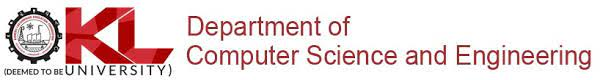 KL
(DEEMED TO BE UNIVERSITY)
Department of
Computer Science and Engineering